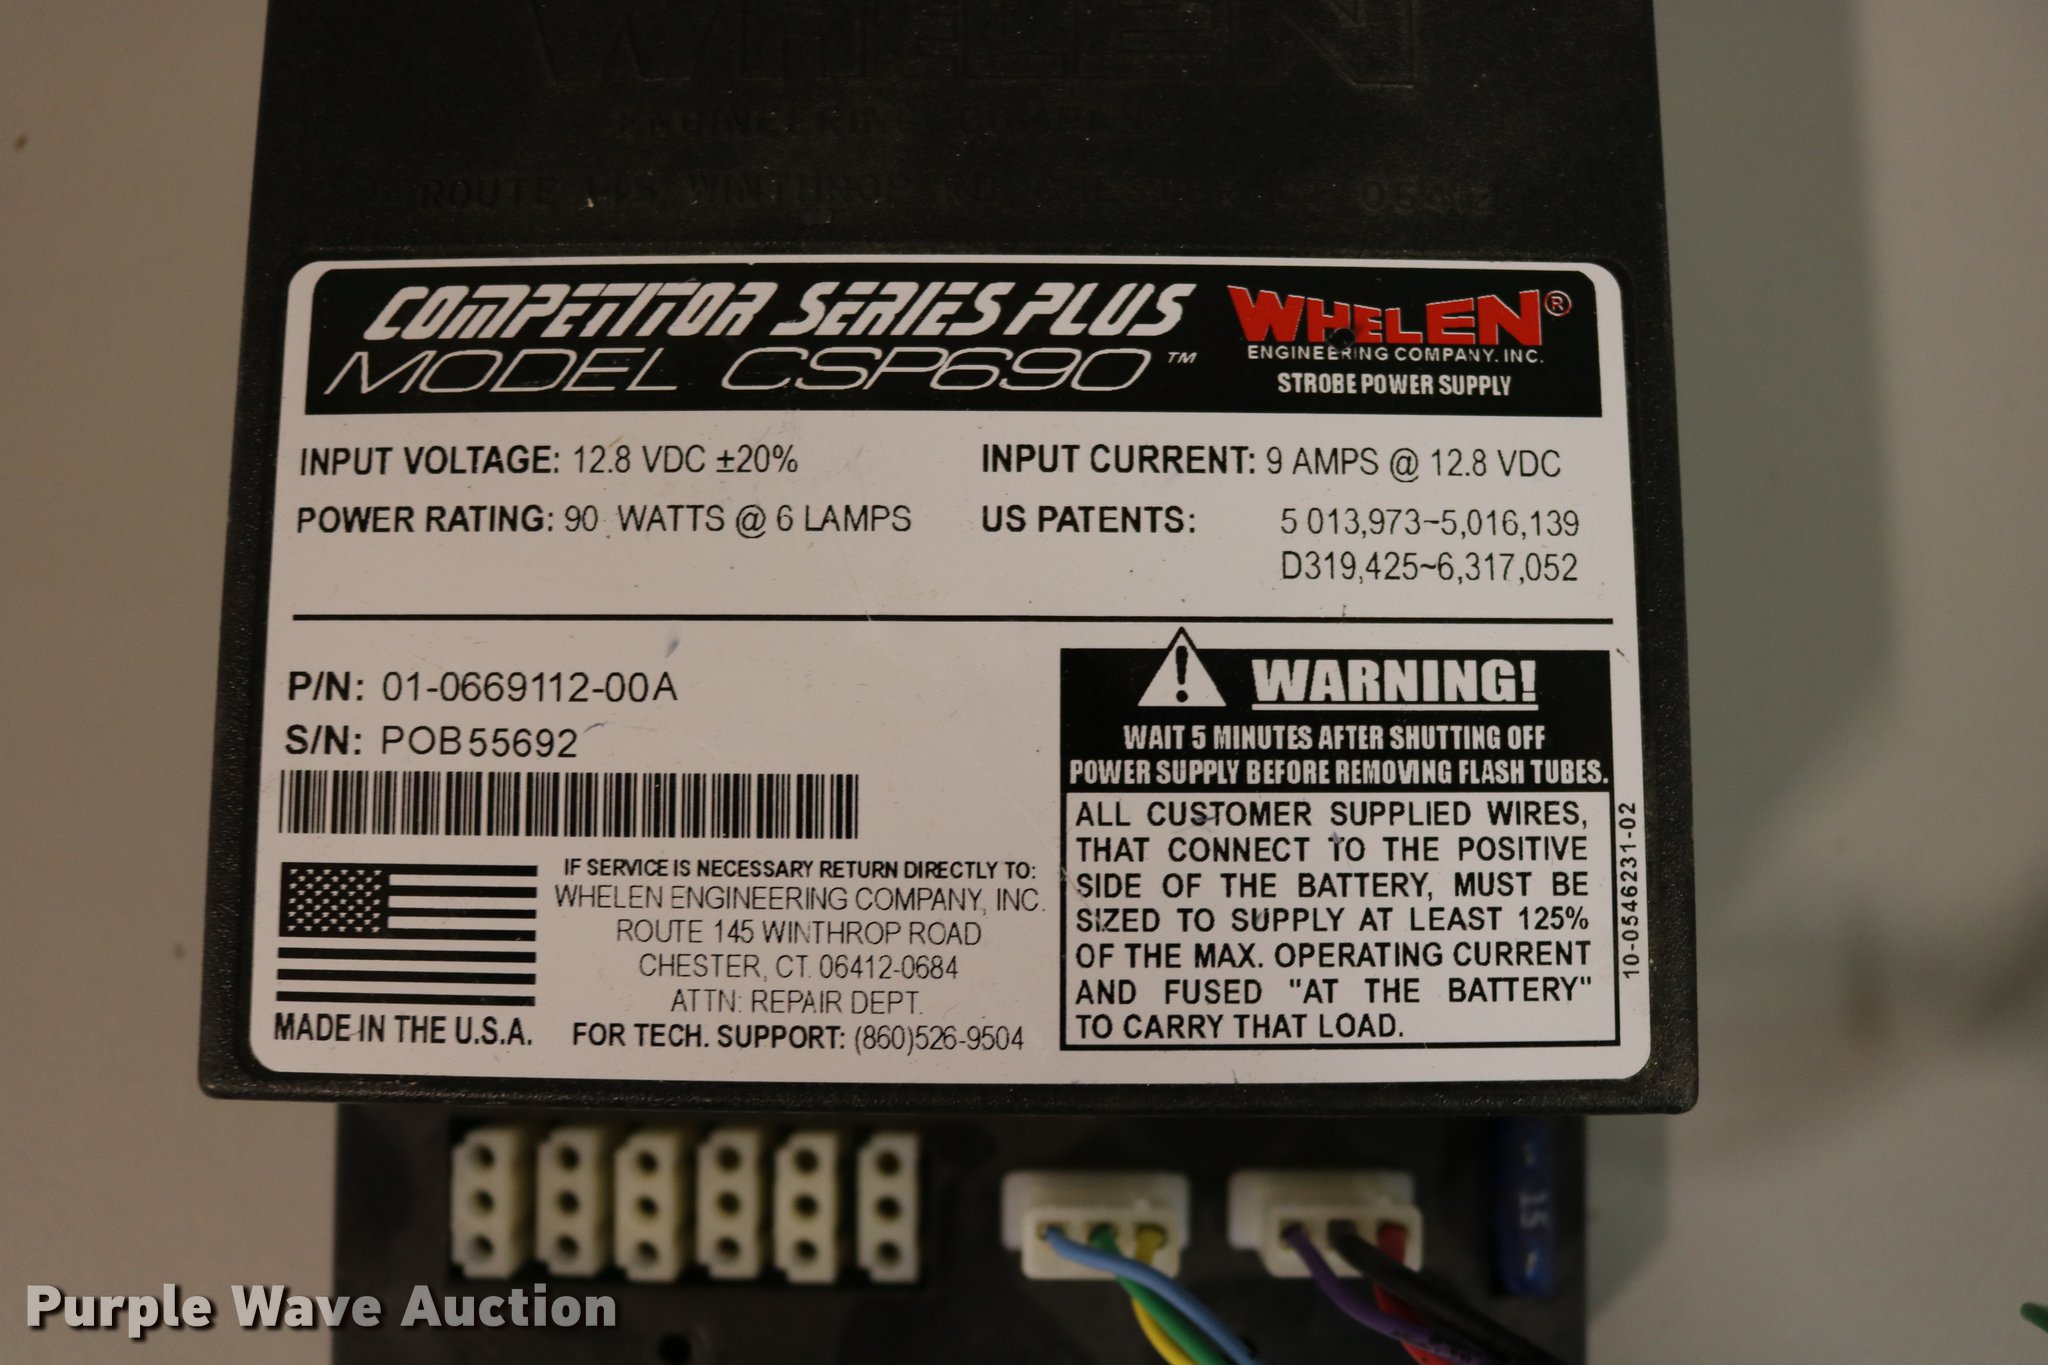 WHELEN
ENGINEERING COMPANY
ROUTE 145 WINTHROP ROAD
COMPETITOR SERIES PLUS
MODEL CSP690™
WHELEN®
ENGINEERING COMPANY, INC.
STROBE POWER SUPPLY
INPUT VOLTAGE: 12.8 VDC ±20%
INPUT CURRENT: 9 AMPS @ 12.8 VDC
POWER RATING: 90 WATTS @ 6 LAMPS
US PATENTS: 5 013,973~5,016,139
D319,425~6,317,052
P/N: 01-0669112-00A
S/N: POB55692
IF SERVICE IS NECESSARY RETURN DIRECTLY TO:
WHELEN ENGINEERING COMPANY, INC.
ROUTE 145 WINTHROP ROAD
CHESTER, CT. 06412-0684
ATTN: REPAIR DEPT.
FOR TECH. SUPPORT: (860)526-9504
MADE IN THE U.S.A.
WARNING!
WAIT 5 MINUTES AFTER SHUTTING OFF
POWER SUPPLY BEFORE REMOVING FLASH TUBES.
ALL CUSTOMER SUPPLIED WIRES,
THAT CONNECT TO THE POSITIVE
SIDE OF THE BATTERY, MUST BE
SIZED TO SUPPLY AT LEAST 125%
OF THE MAX. OPERATING CURRENT
AND FUSED "AT THE BATTERY"
TO CARRY THAT LOAD.
10-0546231-02
15
Purple Wave Auction